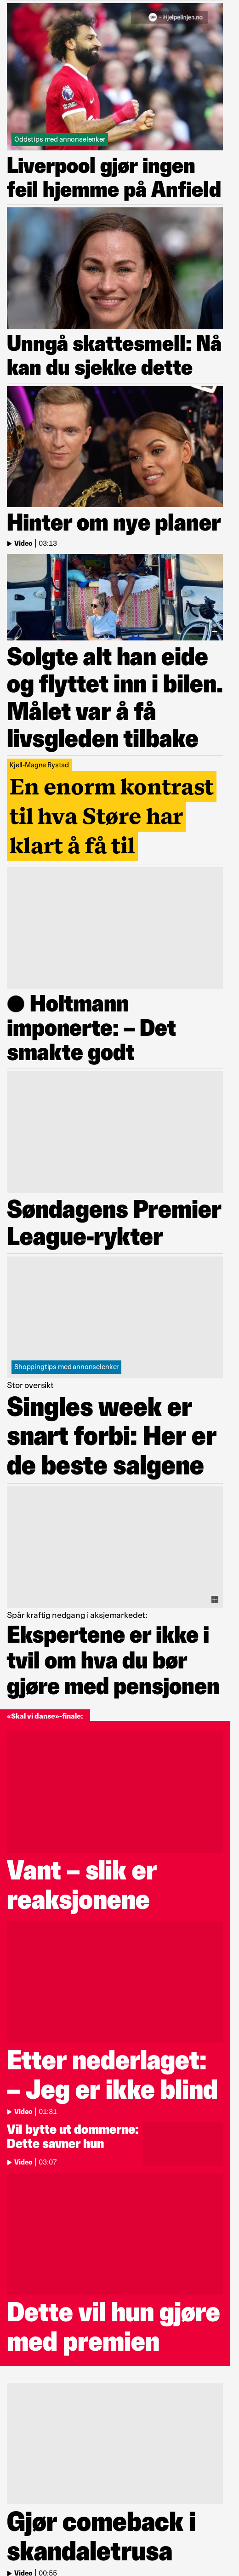 - Hjelpelinjen.no
Oddstips med annonselenker
Liverpool gjør ingen
feil hjemme på Anfield
Unngå skattesmell: Nå
kan du sjekke dette
Hinter om nye planer
Video | 03:13
Solgte alt han eide
og flyttet inn i bilen.
Målet var å få
livsgleden tilbake
Kjell-Magne Rystad
En enorm kontrast
til hva Støre har
klart å få til
● Holtmann
imponerte: – Det
smakte godt
Søndagens Premier
League-rykter
Shoppingtips med annonselenker
Stor oversikt
Singles week er
snart forbi: Her er
de beste salgene
Spår kraftig nedgang i aksjemarkedet:
Ekspertene er ikke i
tvil om hva du bør
gjøre med pensjonen
«Skal vi danse»-finale:
Vant – slik er
reaksjonene
Etter nederlaget:
– Jeg er ikke blind
Video | 01:31
Vil bytte ut dommerne:
Dette savner hun
Video | 03:07
Dette vil hun gjøre
med premien
Gjør comeback i
skandaletrusa
Video | 00:55